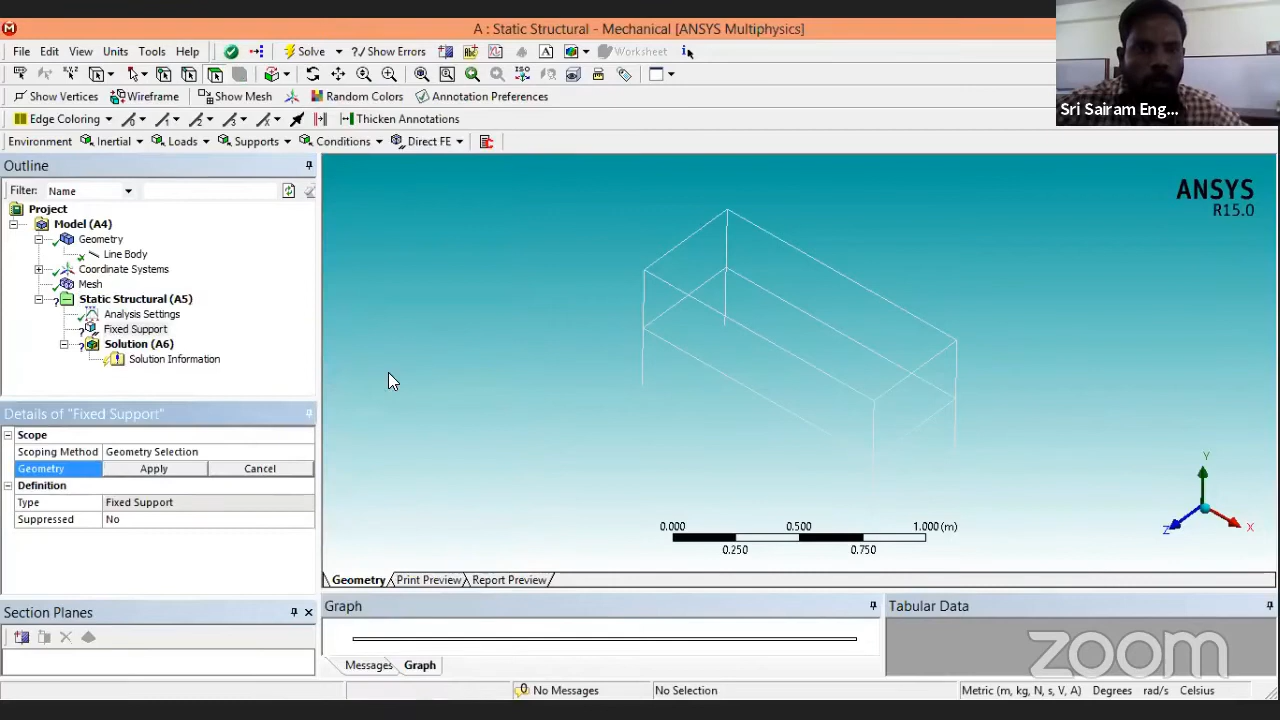 A : Static Structural - Mechanical [ANSYS Multiphysics]
File Edit View Units Tools Help Solve ?/ Show Errors A Worksheet i
Show Vertices Wireframe Show Mesh Random Colors Annotation Preferences
Edge Coloring Thicken Annotations
Environment Inertial Loads Supports Conditions Direct FE
Sri Sairam Eng...
Outline
Filter: Name
Project
Model (A4)
Geometry
Line Body
Coordinate Systems
Mesh
Static Structural (A5)
Analysis Settings
Fixed Support
Solution (A6)
Solution Information
Details of "Fixed Support"
Scope
Scoping Method Geometry Selection
Geometry Apply Cancel
Definition
Type Fixed Support
Suppressed No
Section Planes
ANSYS
R15.0
Y
Z X
0.000 0.500 1.000 (m)
0.250 0.750
Geometry Print Preview Report Preview
Graph
Tabular Data
Messages Graph
zoom
No Messages No Selection Metric (m, kg, N, s, V, A) Degrees rad/s Celsius